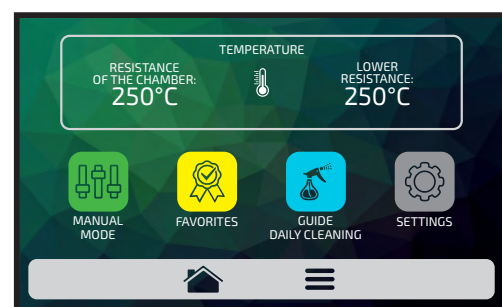 TEMPERATURE
RESISTANCE
OF THE CHAMBER:
250°C
LOWER
RESISTANCE:
250°C
MANUAL
MODE
FAVORITES
GUIDE
DAILY CLEANING
SETTINGS